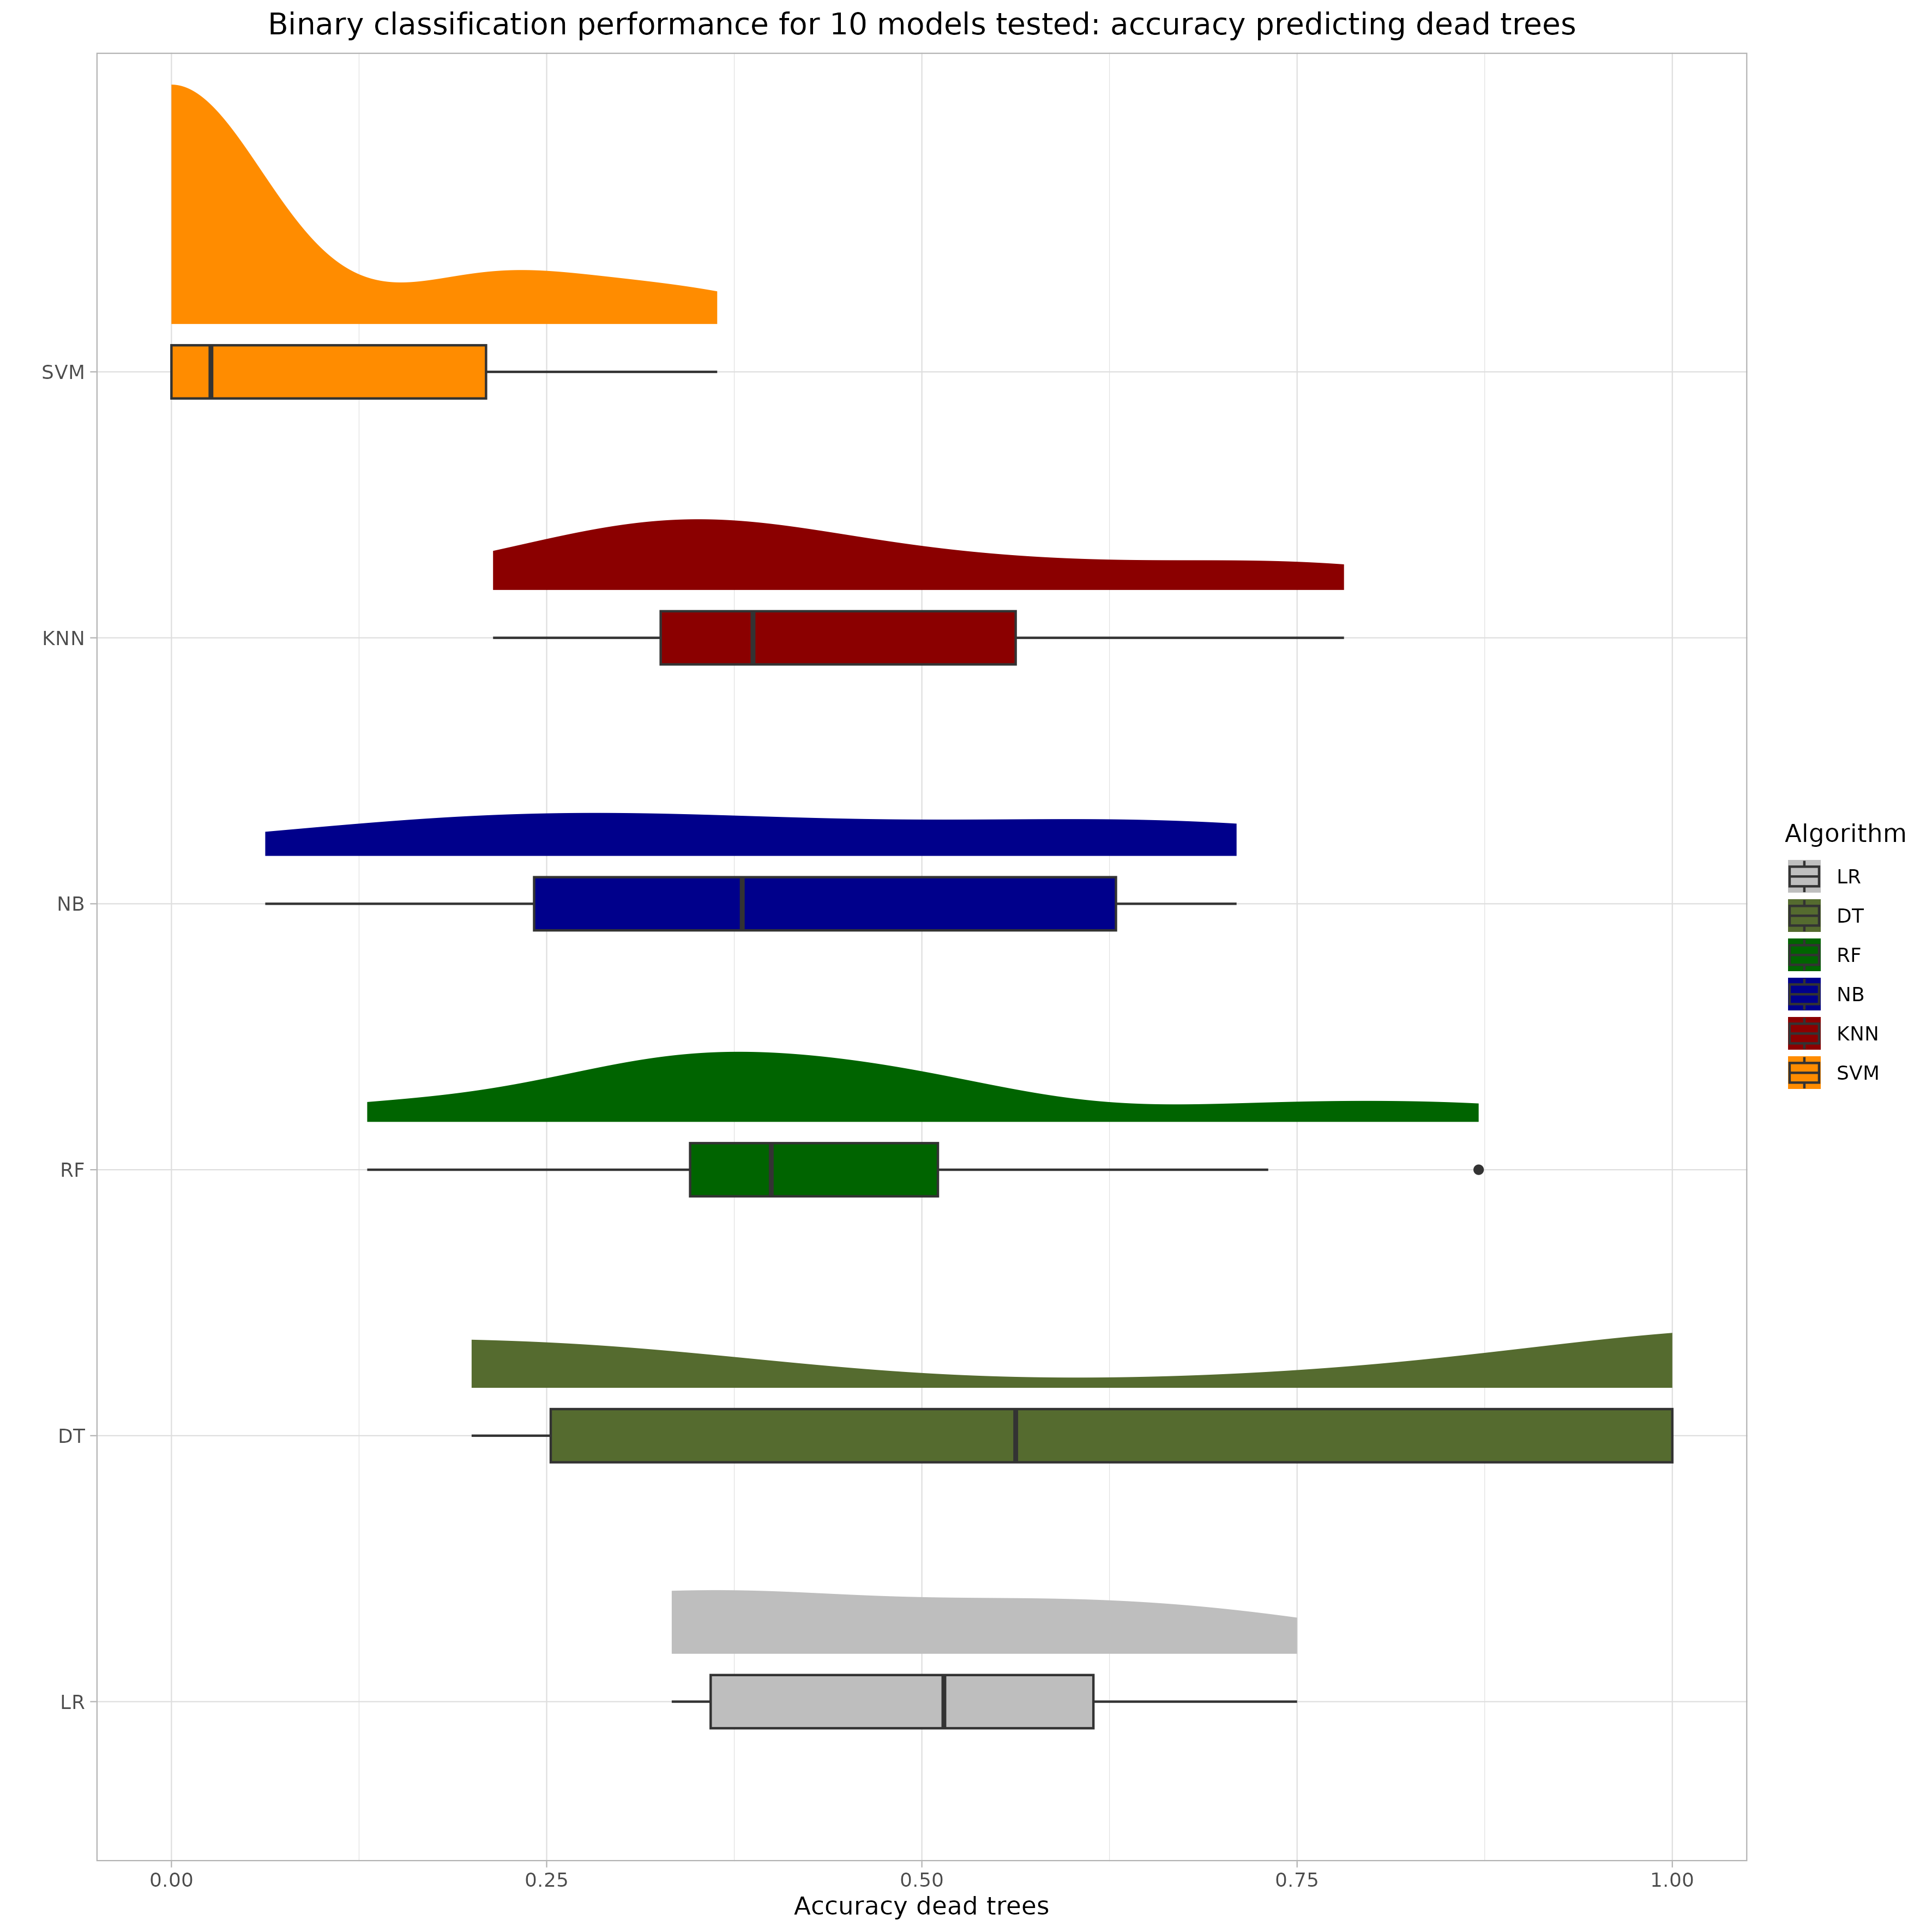 Binary classification performance for 10 models tested: accuracy predicting dead trees
SVM
KNN
NB
RF
DT
LR
0.00 0.25 0.50 0.75 1.00
Accuracy dead trees
Algorithm
LR
DT
RF
NB
KNN
SVM